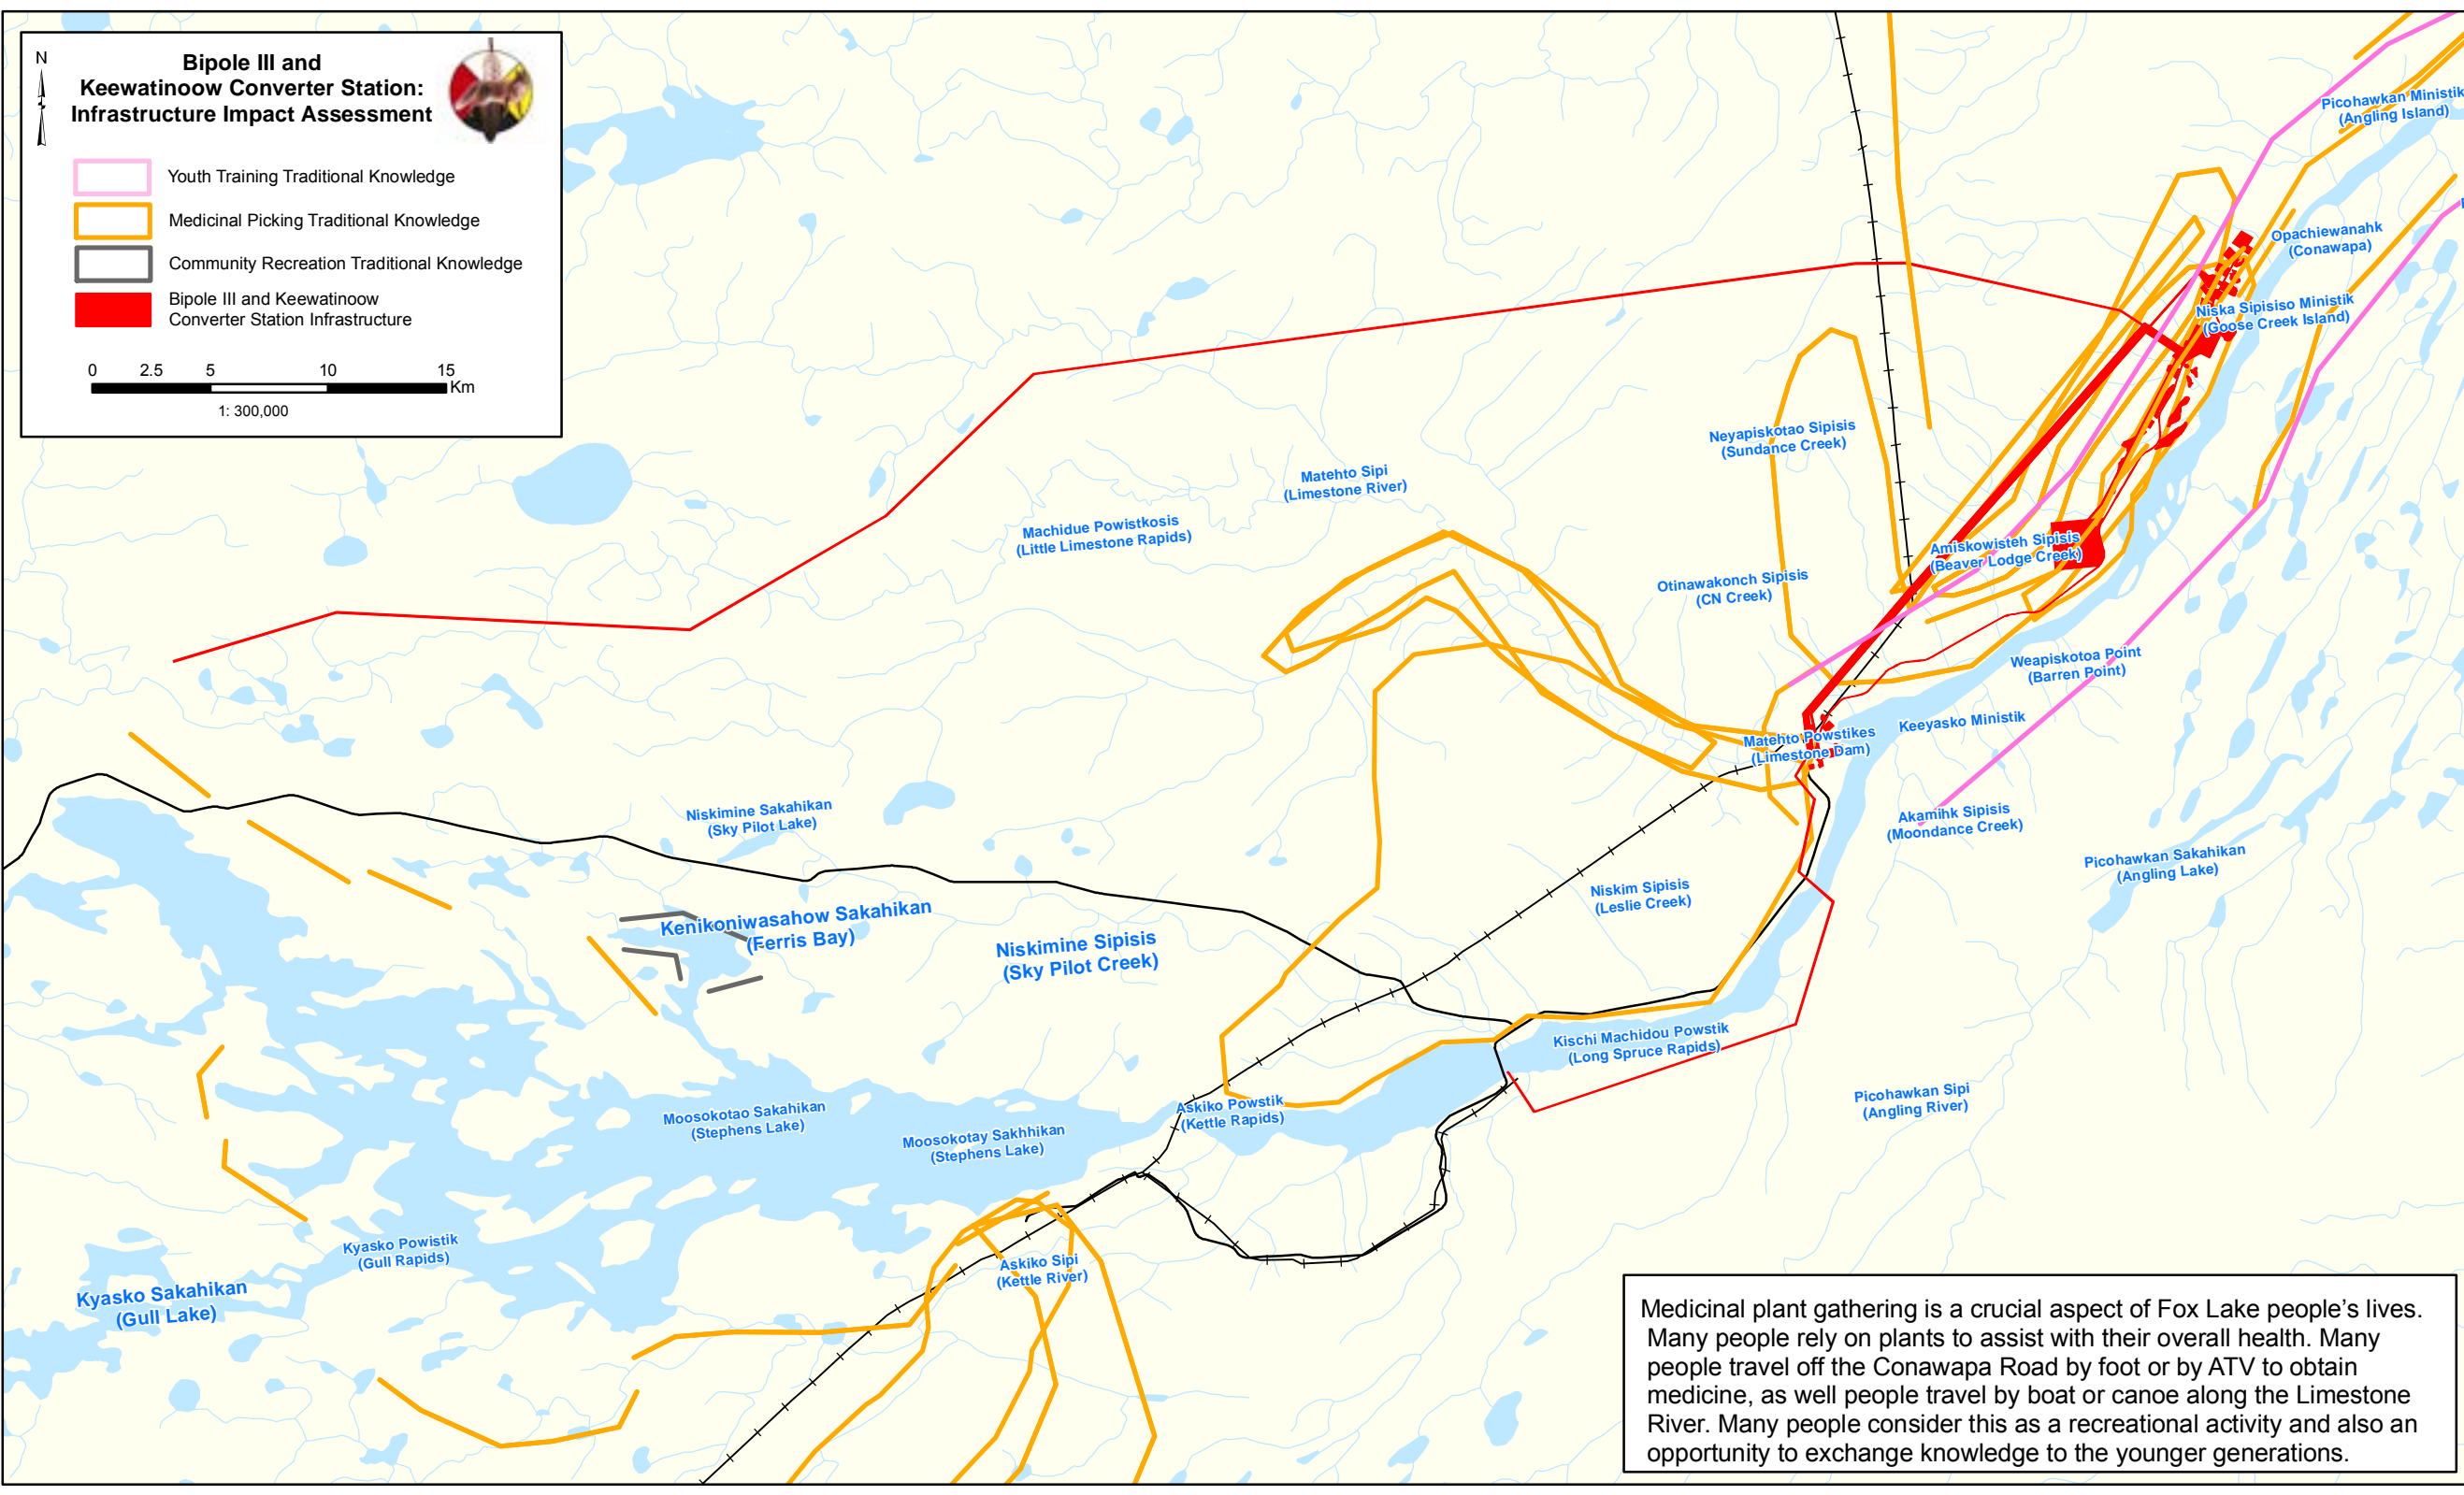 N
Bipole III and
Keewatinoow Converter Station:
Infrastructure Impact Assessment
Youth Training Traditional Knowledge
Medicinal Picking Traditional Knowledge
Community Recreation Traditional Knowledge
Bipole III and Keewatinoow
Converter Station Infrastructure
0 2.5 5 10 15
Km
1: 300,000
Picohawkan Ministik
(Angling Island)
Opachiewanahk
(Conawapa)
Niska Sipisiso Ministik
(Goose Creek Island)
Neyapiskotao Sipisis
(Sundance Creek)
Matehto Sipi
(Limestone River)
Machidue Powistkosis
(Little Limestone Rapids)
Amiskowisteh Sipisis
(Beaver Lodge Creek)
Otinawakonch Sipisis
(CN Creek)
Weapiskotoa Point
(Barren Point)
Keeyasko Ministik
Matehto Powstikes
(Limestone Dam)
Niskimine Sakahikan
(Sky Pilot Lake)
Akamihk Sipisis
(Moondance Creek)
Picohawkan Sakahikan
(Angling Lake)
Niskim Sipisis
(Leslie Creek)
Kenikoniwasahow Sakahikan
(Ferris Bay)
Niskimine Sipisis
(Sky Pilot Creek)
Kischi Machidou Powstik
(Long Spruce Rapids)
Picohawkan Sipi
(Angling River)
Askiko Powstik
(Kettle Rapids)
Moosokotao Sakahikan
(Stephens Lake)
Moosokotay Sakhhikan
(Stephens Lake)
Kyasko Powistik
(Gull Rapids)
Askiko Sipi
(Kettle River)
Kyasko Sakahikan
(Gull Lake)
Medicinal plant gathering is a crucial aspect of Fox Lake people’s lives.
Many people rely on plants to assist with their overall health. Many
people travel off the Conawapa Road by foot or by ATV to obtain
medicine, as well people travel by boat or canoe along the Limestone
River. Many people consider this as a recreational activity and also an
opportunity to exchange knowledge to the younger generations.